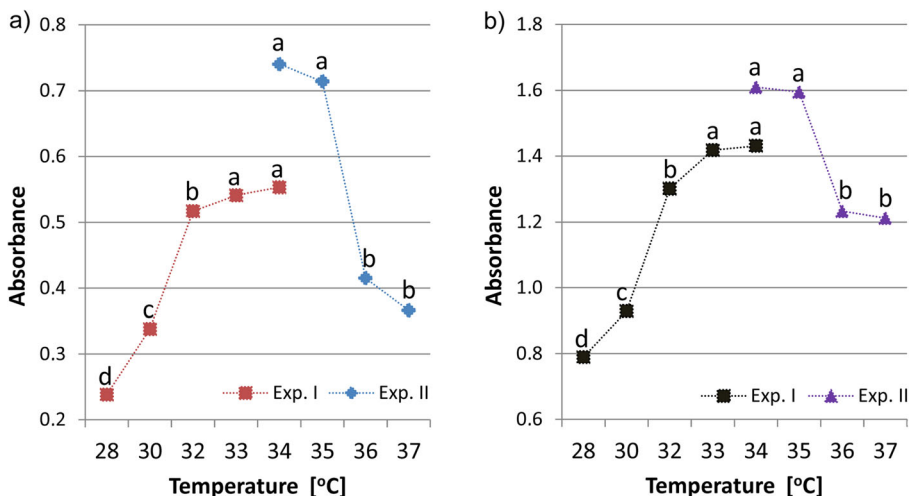 a)
0.8
0.7
0.6
0.5
0.4
0.3
0.2
Absorbance
a a
b a a
c
d
b
b
Exp. I Exp. II
28 30 32 33 34 35 36 37
Temperature [°C]
b)
1.8
1.6
1.4
1.2
1.0
0.8
0.6
Absorbance
a a
b a a
c
d
b b
Exp. I Exp. II
28 30 32 33 34 35 36 37
Temperature [°C]